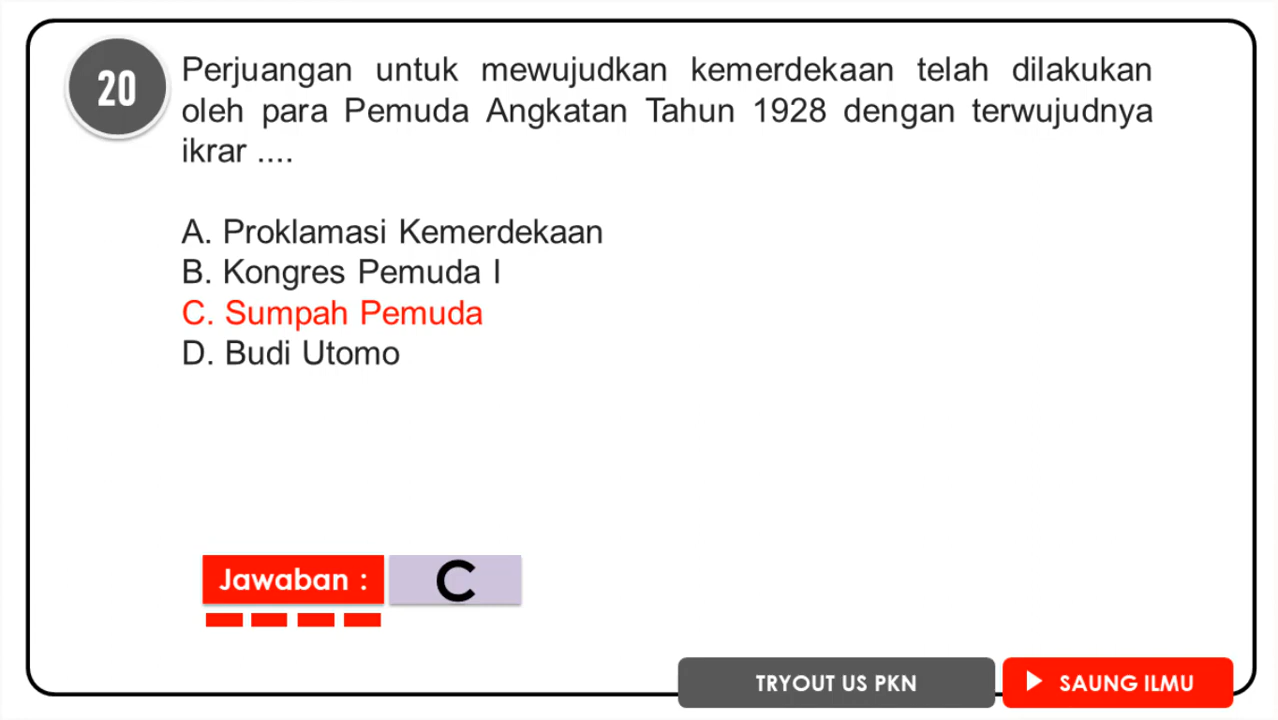 20
Perjuangan untuk mewujudkan kemerdekaan telah dilakukan
oleh para Pemuda Angkatan Tahun 1928 dengan terwujudnya
ikrar ....
A. Proklamasi Kemerdekaan
B. Kongres Pemuda I
C. Sumpah Pemuda
D. Budi Utomo
Jawaban : C
TRYOUT US PKN
SAUNG ILMU